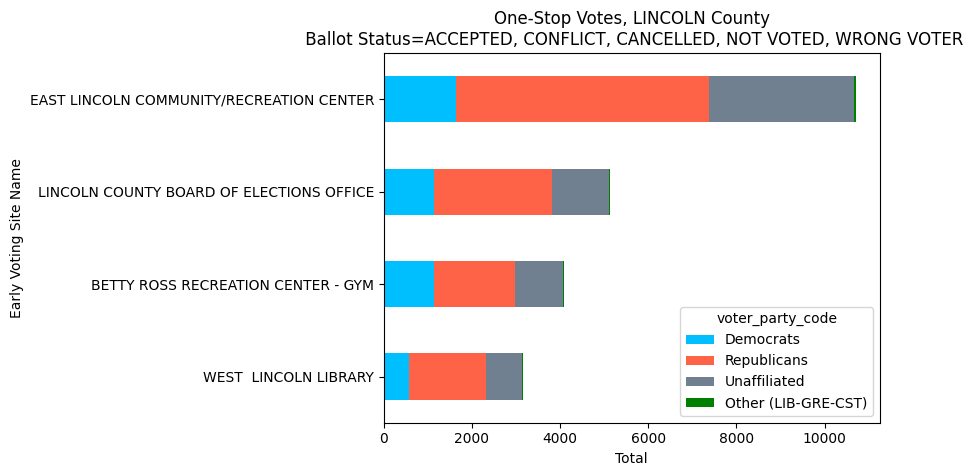 One-Stop Votes, LINCOLN County
Ballot Status=ACCEPTED, CONFLICT, CANCELLED, NOT VOTED, WRONG VOTER
Early Voting Site Name
EAST LINCOLN COMMUNITY/RECREATION CENTER
LINCOLN COUNTY BOARD OF ELECTIONS OFFICE
BETTY ROSS RECREATION CENTER - GYM
WEST  LINCOLN LIBRARY
voter_party_code
Democrats
Republicans
Unaffiliated
Other (LIB-GRE-CST)
0 2000 4000 6000 8000 10000
Total